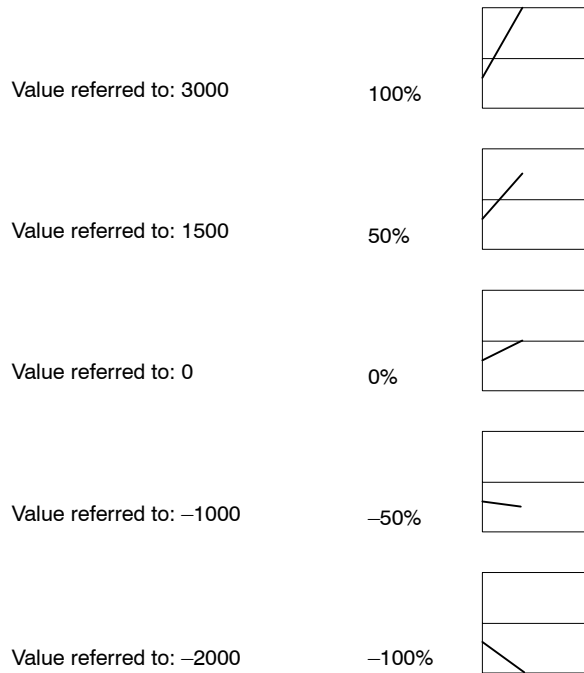 Value referred to: 3000 100%
Value referred to: 1500 50%
Value referred to: 0 0%
Value referred to: –1000 –50%
Value referred to: –2000 –100%